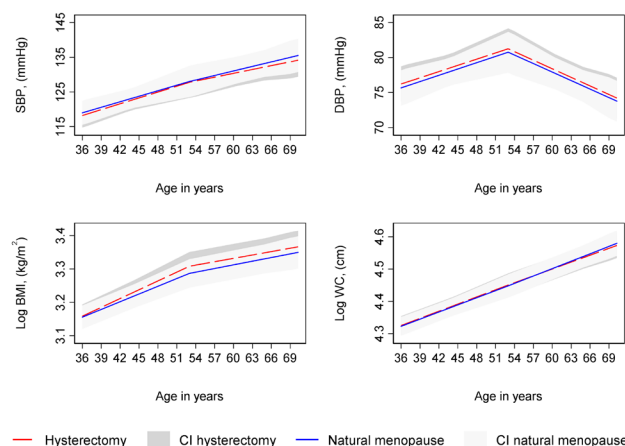 145
135
125
115
SBP, (mmHg)
36 39 42 45 48 51 54 57 60 63 66 69
Age in years
85
80
75
70
DBP, (mmHg)
36 39 42 45 48 51 54 57 60 63 66 69
Age in years
3.4
3.3
3.2
3.1
Log BMI, (kg/m²)
36 39 42 45 48 51 54 57 60 63 66 69
Age in years
4.6
4.5
4.4
4.3
Log WC, (cm)
36 39 42 45 48 51 54 57 60 63 66 69
Age in years
Hysterectomy CI hysterectomy Natural menopause CI natural menopause